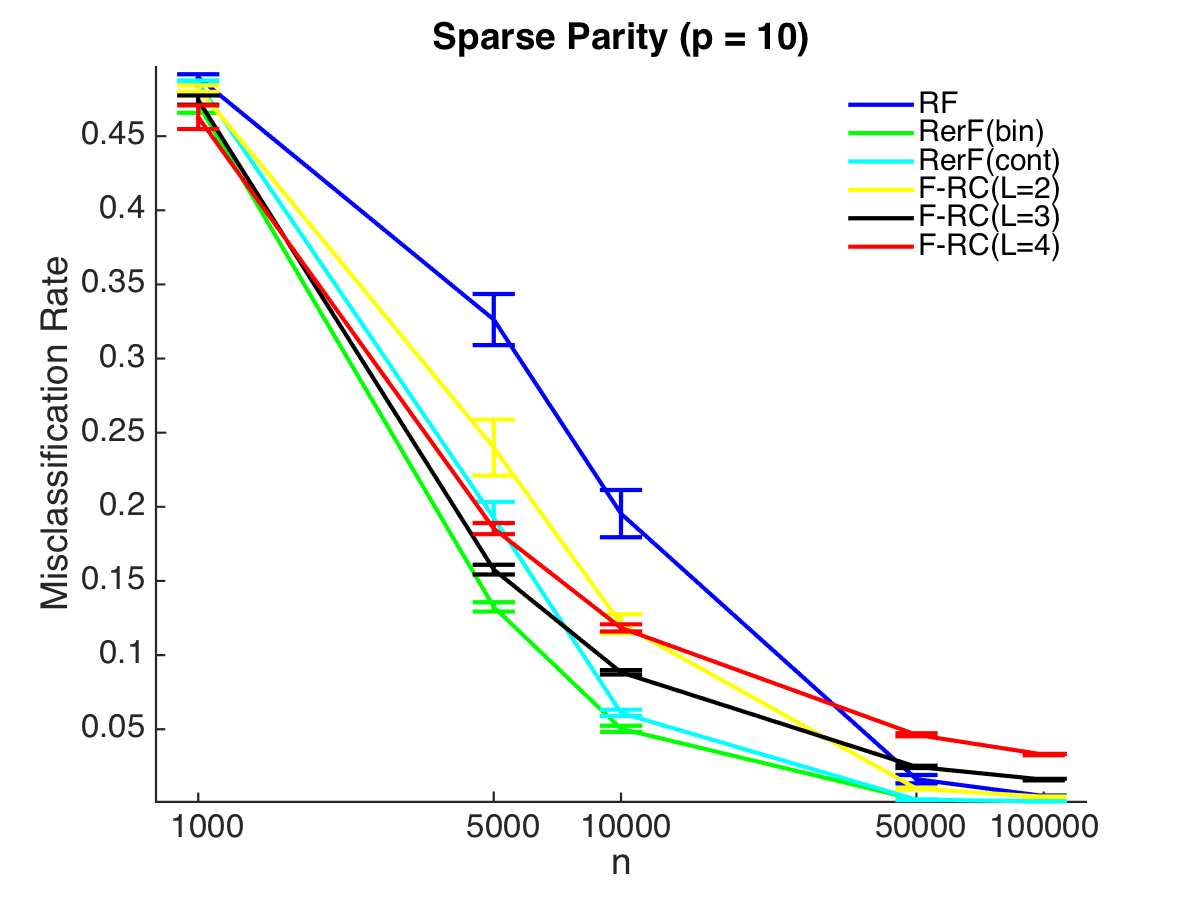 Sparse Parity (p = 10)
RF
RerF(bin)
RerF(cont)
F-RC(L=2)
F-RC(L=3)
F-RC(L=4)
Misclassification Rate
0.45
0.4
0.35
0.3
0.25
0.2
0.15
0.1
0.05
1000 5000 10000 50000 100000
n